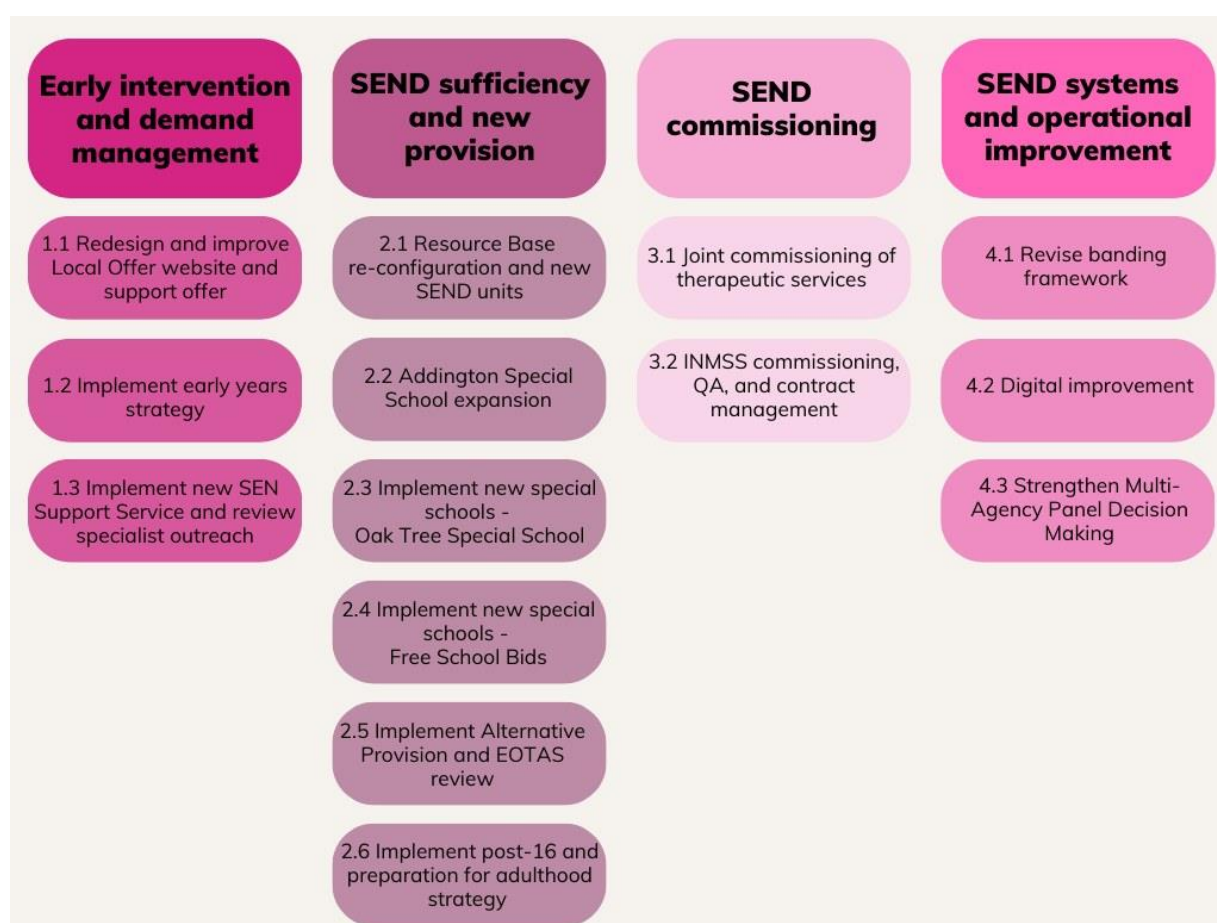 Early intervention
and demand
management
1.1 Redesign and improve
Local Offer website and
support offer
1.2 Implement early years
strategy
1.3 Implement new SEN
Support Service and review
specialist outreach
SEND sufficiency
and new
provision
2.1 Resource Base
re-configuration and new
SEND units
2.2 Addington Special
School expansion
2.3 Implement new special
schools -
Oak Tree Special School
2.4 Implement new special
schools -
Free School Bids
2.5 Implement Alternative
Provision and EOTAS
review
2.6 Implement post-16 and
preparation for adulthood
strategy
SEND
commissioning
3.1 Joint commissioning of
therapeutic services
3.2 INMSS commissioning,
QA, and contract
management
SEND systems
and operational
improvement
4.1 Revise banding
framework
4.2 Digital improvement
4.3 Strengthen Multi-
Agency Panel Decision
Making